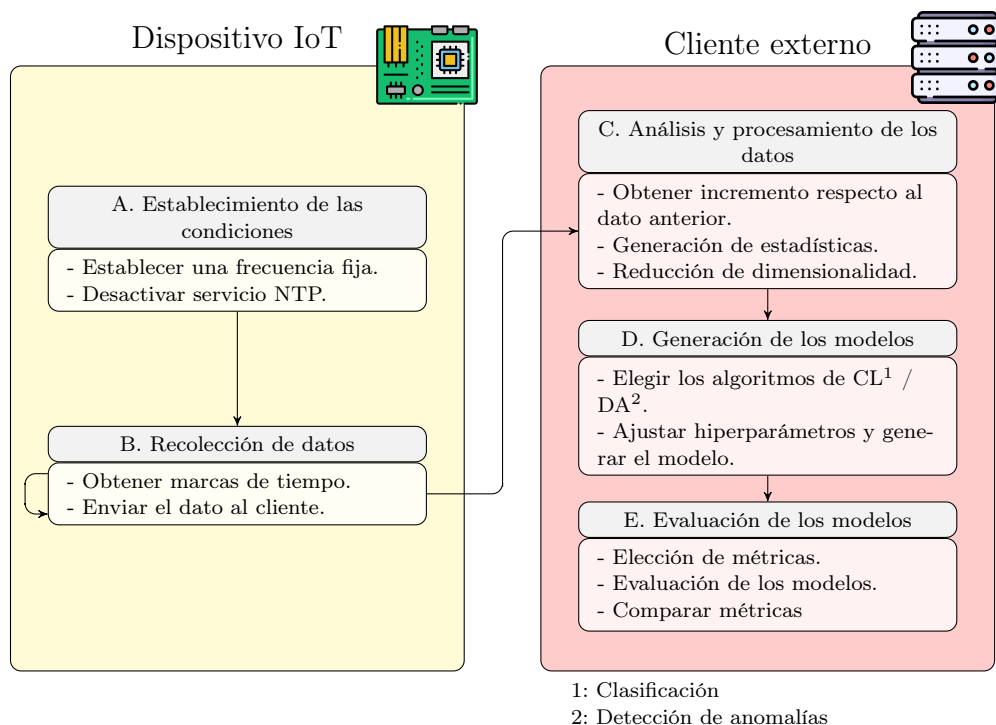 Dispositivo IoT
A. Establecimiento de las
condiciones
- Establecer una frecuencia fija.
- Desactivar servicio NTP.
B. Recolección de datos
- Obtener marcas de tiempo.
- Enviar el dato al cliente.
Cliente externo
C. Análisis y procesamiento de los
datos
- Obtener incremento respecto al
dato anterior.
- Generación de estadísticas.
- Reducción de dimensionalidad.
D. Generación de los modelos
- Elegir los algoritmos de CL¹ /
DA².
- Ajustar hiperparámetros y gene-
rar el modelo.
E. Evaluación de los modelos
- Elección de métricas.
- Evaluación de los modelos.
- Comparar métricas
1: Clasificación
2: Detección de anomalías